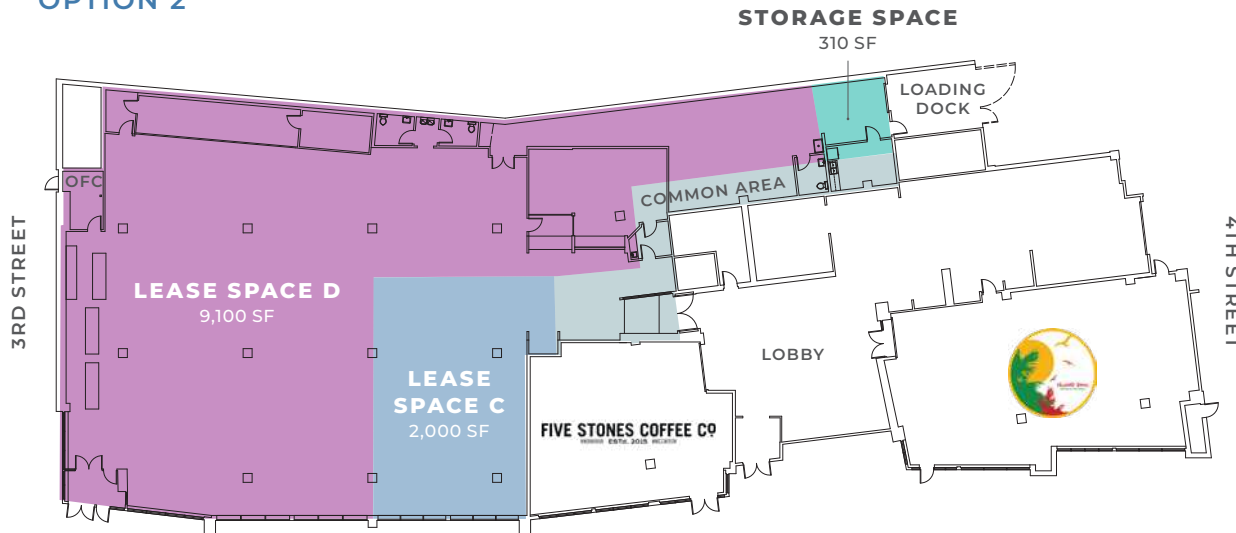 OPTION 2
STORAGE SPACE
310 SF
LOADING
DOCK
OFC
COMMON AREA
3RD STREET
4TH STREET
LEASE SPACE D
9,100 SF
LOBBY
LEASE
SPACE C
2,000 SF
FIVE STONES COFFEE CO
ESTD. 2015